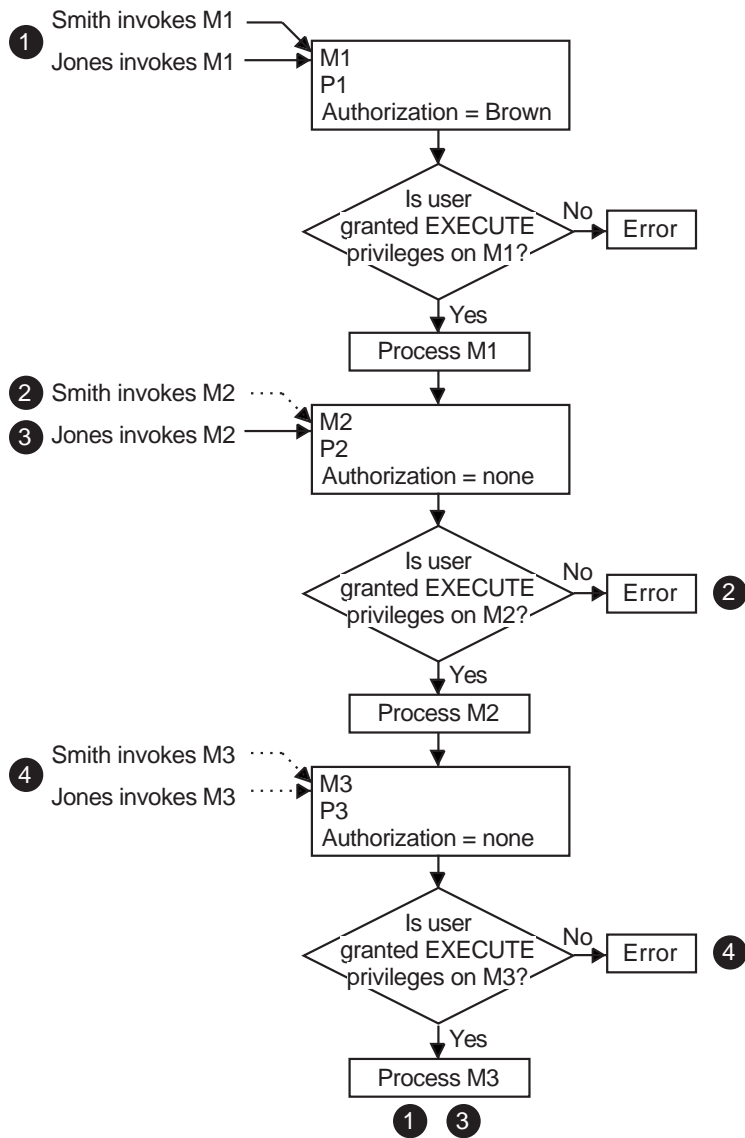 1
Smith invokes M1
Jones invokes M1
M1
P1
Authorization = Brown
Is user
granted EXECUTE
privileges on M1?
No
Error
Yes
Process M1
2
Smith invokes M2
3
Jones invokes M2
M2
P2
Authorization = none
Is user
granted EXECUTE
privileges on M2?
No
Error
2
Yes
Process M2
4
Smith invokes M3
Jones invokes M3
M3
P3
Authorization = none
Is user
granted EXECUTE
privileges on M3?
No
Error
4
Yes
Process M3
1 3